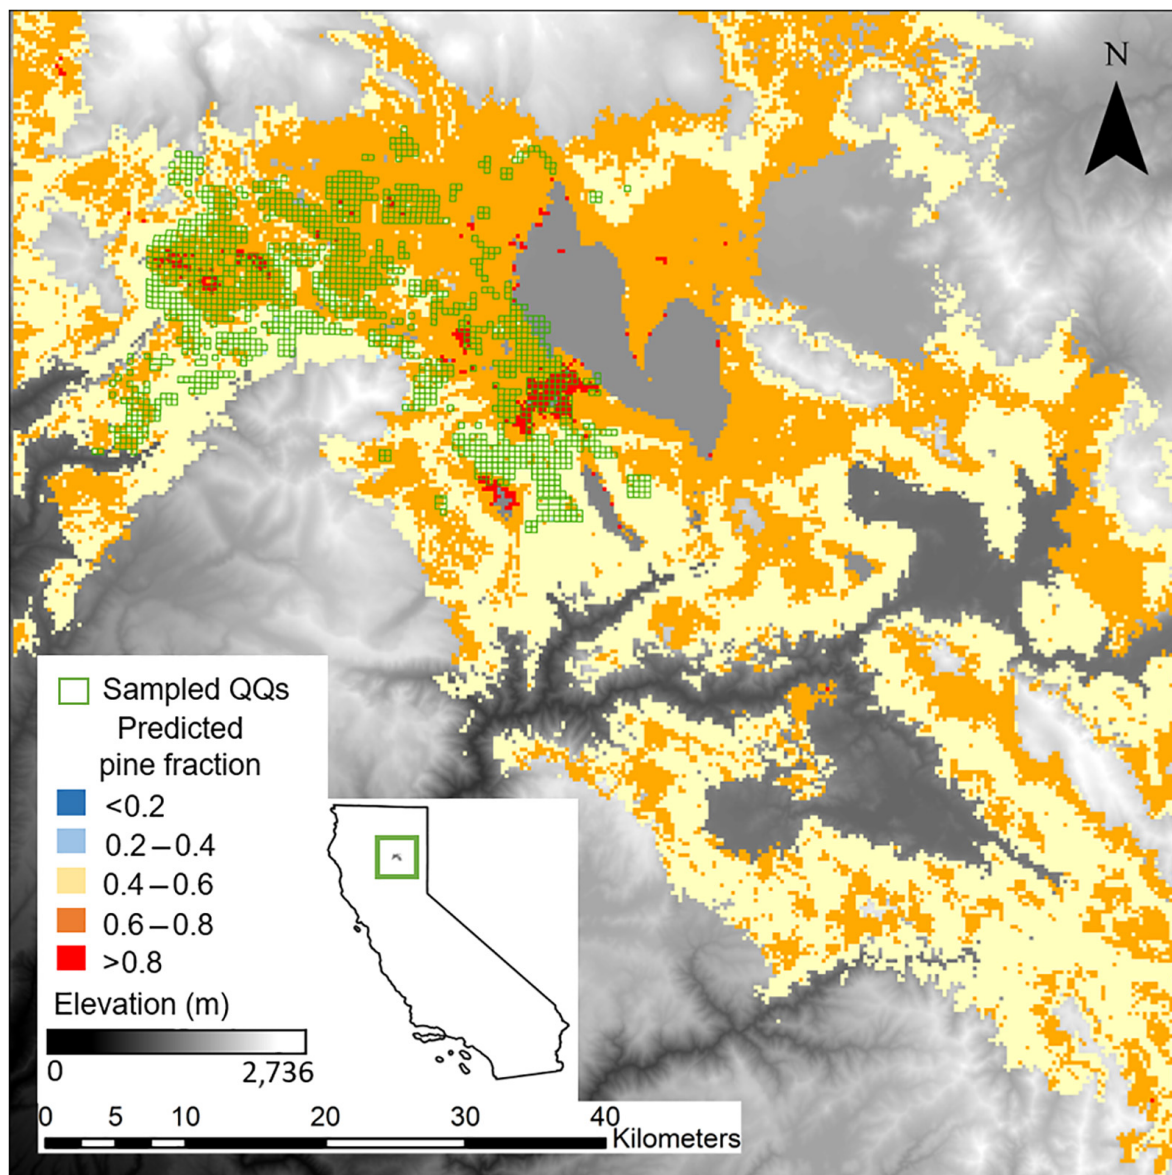 N
Sampled QQs
Predicted
pine fraction
<0.2
0.2–0.4
0.4–0.6
0.6–0.8
>0.8
Elevation (m)
0 2,736
0 5 10 20 30 40
Kilometers